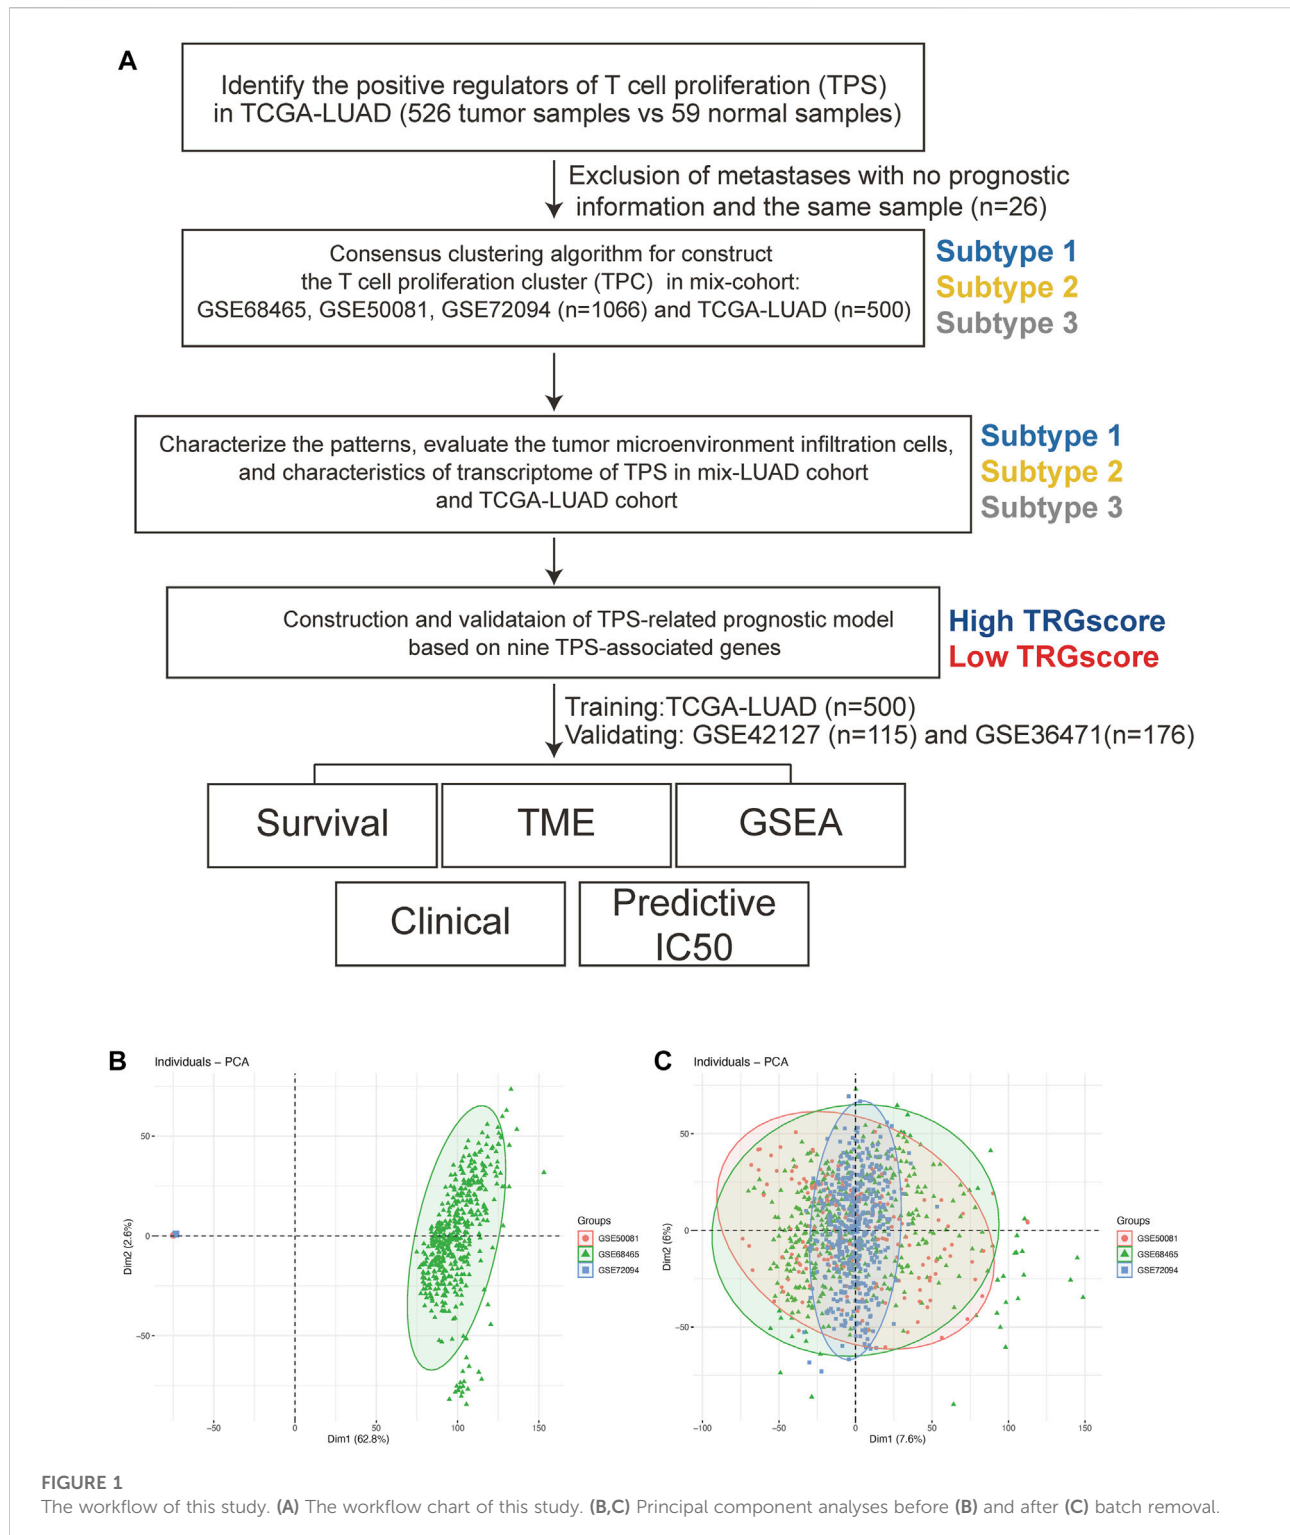 A
Identify the positive regulators of T cell proliferation (TPS)
in TCGA-LUAD (526 tumor samples vs 59 normal samples)
Exclusion of metastases with no prognostic
information and the same sample (n=26)
Consensus clustering algorithm for construct
the T cell proliferation cluster (TPC) in mix-cohort:
GSE68465, GSE50081, GSE72094 (n=1066) and TCGA-LUAD (n=500)
Subtype 1
Subtype 2
Subtype 3
Characterize the patterns, evaluate the tumor microenvironment infiltration cells,
and characteristics of transcriptome of TPS in mix-LUAD cohort
and TCGA-LUAD cohort
Subtype 1
Subtype 2
Subtype 3
Construction and validataion of TPS-related prognostic model
based on nine TPS-associated genes
High TRGscore
Low TRGscore
Training:TCGA-LUAD (n=500)
Validating: GSE42127 (n=115) and GSE36471(n=176)
Survival
TME
GSEA
Clinical
Predictive
IC50
B
Individuals – PCA
50
0
−50
Dim2 (2.6%)
−50
0
50
100
150
Dim1 (62.8%)
Groups
GSE50081
GSE68465
GSE72094
C
Individuals – PCA
50
0
−50
Dim2 (6%)
−100
−50
0
50
100
150
Dim1 (7.6%)
Groups
GSE50081
GSE68465
GSE72094
FIGURE 1
The workflow of this study. (A) The workflow chart of this study. (B,C) Principal component analyses before (B) and after (C) batch removal.